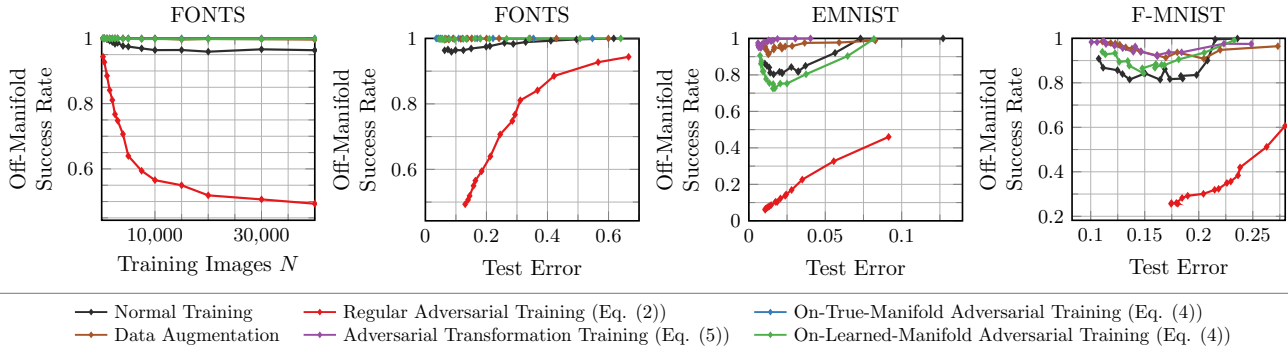 FONTS
Off-Manifold
Success Rate
1
0.8
0.6
10,000
30,000
Training Images N
FONTS
Off-Manifold
Success Rate
1
0.8
0.6
0
0.2
0.4
0.6
Test Error
EMNIST
Off-Manifold
Success Rate
1
0.8
0.6
0.4
0.2
0
0
0.05
0.1
Test Error
F-MNIST
Off-Manifold
Success Rate
1
0.8
0.6
0.4
0.2
0.1
0.15
0.2
0.25
Test Error
Normal Training
Regular Adversarial Training (Eq. (2))
On-True-Manifold Adversarial Training (Eq. (4))
Data Augmentation
Adversarial Transformation Training (Eq. (5))
On-Learned-Manifold Adversarial Training (Eq. (4))